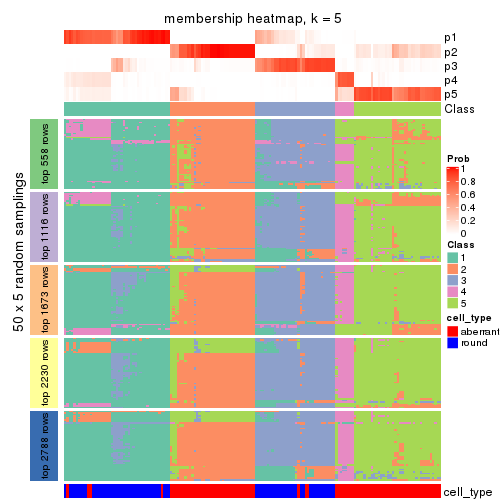 membership heatmap, k = 5
p1
p2
p3
p4
p5
Class
50 x 5 random samplings
top 558 rows
top 1116 rows
top 1673 rows
top 2230 rows
top 2788 rows
cell_type
Prob
1
0.8
0.6
0.4
0.2
0
Class
1
2
3
4
5
cell_type
aberrant
round